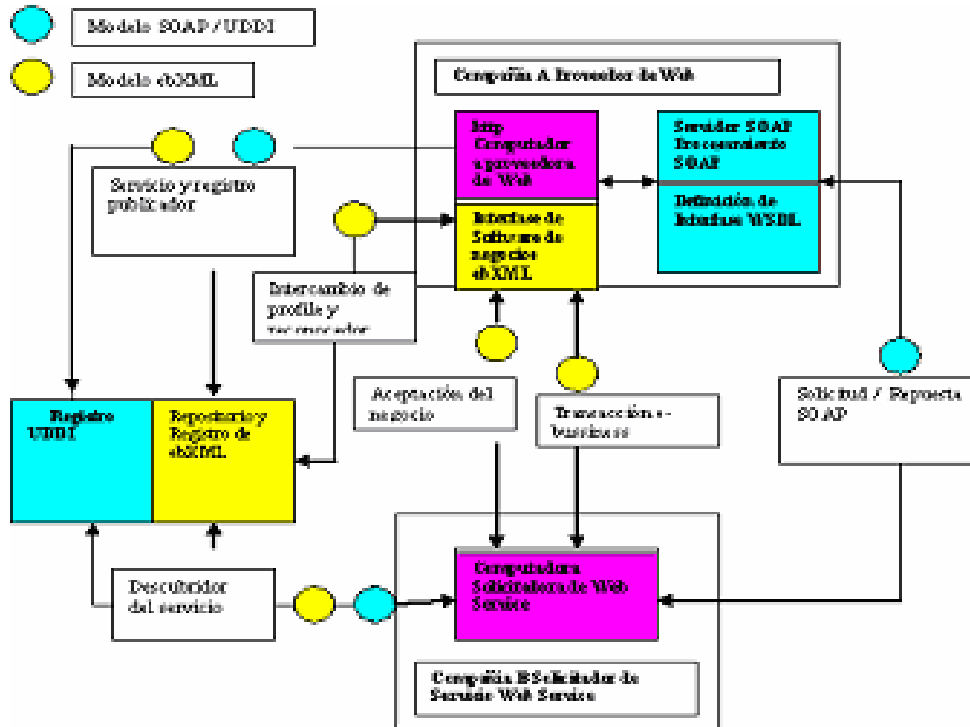 Modelo SOAP / UDDI
Modelo ebXML
Compañía A Proveedor de Web
http
Computador
a proveedora
de Web
Servidor SOAP
Procesamiento
SOAP
Servicio y registro
publicador
Definición de
Interfase WSDL
Interfase de
Software de
negocios
ebXML
Intercambio de
profile y
reconocedor
Aceptación del
negocio
Transacción e-
bussiness
Solicitud / Repuesta
SOAP
Registro
UDDI
Repositorio y
Registro de
ebXML
Descubridor
del servicio
Computadora
Solicitadora de Web
Service
Compañía B Solicitador de
Servicio Web Service